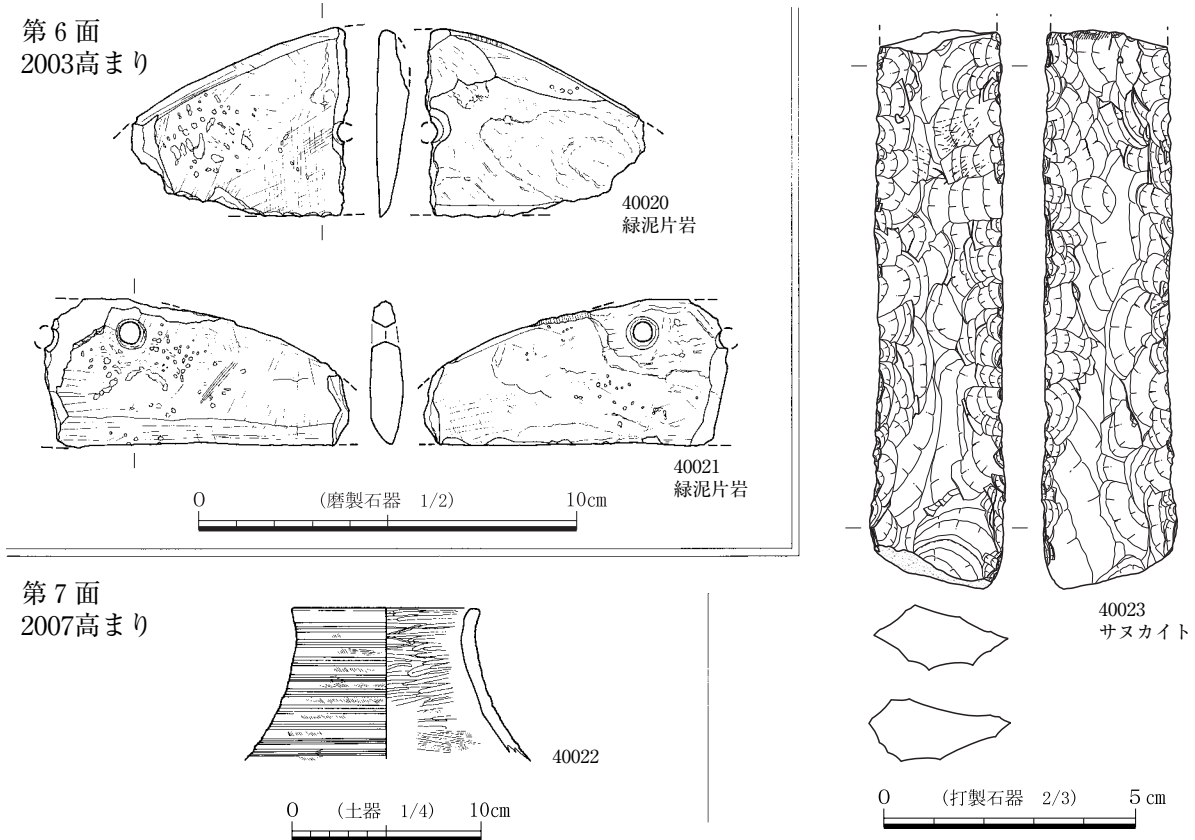 第6面
2003高まり
40020
緑泥片岩
40021
緑泥片岩
0 (磨製石器 1/2) 10cm
第7面
2007高まり
40022
0 (土器 1/4) 10cm
40023
サヌカイト
0 (打製石器 2/3) 5cm